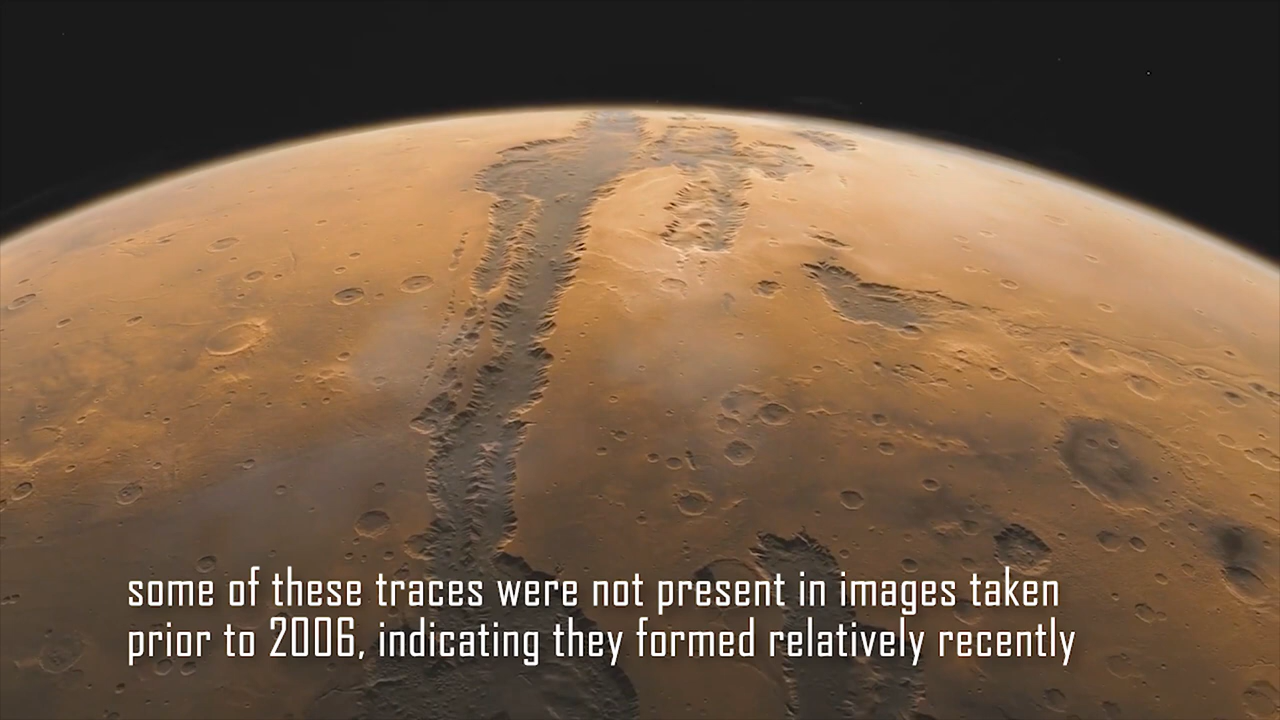 some of these traces were not present in images taken
prior to 2006, indicating they formed relatively recently